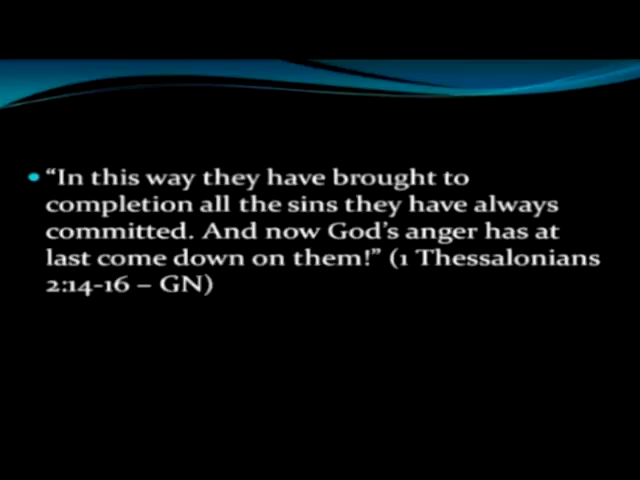 • “In this way they have brought to
completion all the sins they have always
committed. And now God’s anger has at
last come down on them!” (1 Thessalonians
2:14-16 – GN)